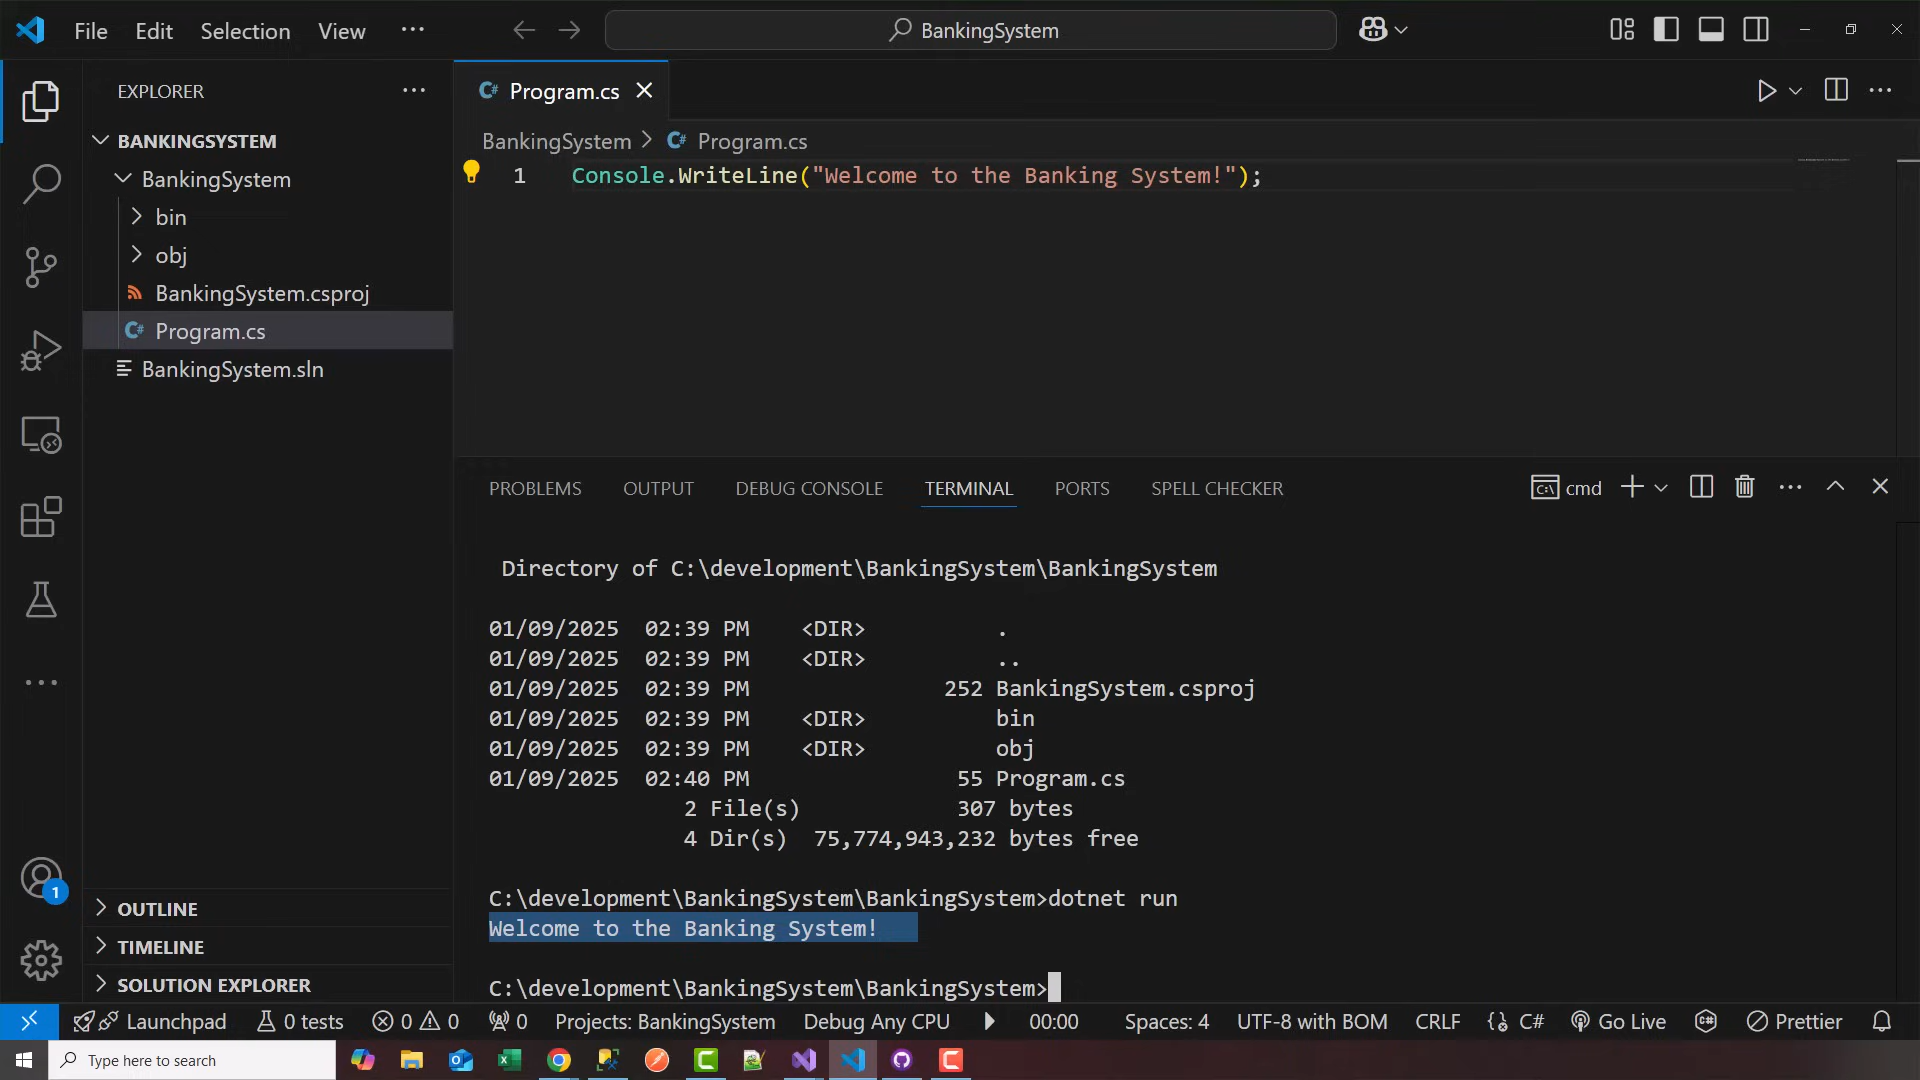 File Edit Selection View ··· BankingSystem
EXPLORER ···
BANKINGSYSTEM
BankingSystem
bin
obj
BankingSystem.csproj
Program.cs
BankingSystem.sln
OUTLINE
TIMELINE
SOLUTION EXPLORER
1
C# Program.cs
BankingSystem > C# Program.cs
1 Console.WriteLine("Welcome to the Banking System!");
PROBLEMS OUTPUT DEBUG CONSOLE TERMINAL PORTS SPELL CHECKER cmd
Directory of C:\development\BankingSystem\BankingSystem
01/09/2025 02:39 PM <DIR> .
01/09/2025 02:39 PM <DIR> ..
01/09/2025 02:39 PM 252 BankingSystem.csproj
01/09/2025 02:39 PM <DIR> bin
01/09/2025 02:39 PM <DIR> obj
01/09/2025 02:40 PM 55 Program.cs
2 File(s) 307 bytes
4 Dir(s) 75,774,943,232 bytes free
C:\development\BankingSystem\BankingSystem>dotnet run
Welcome to the Banking System!
C:\development\BankingSystem\BankingSystem>
Launchpad 0 tests 0 0 0 Projects: BankingSystem Debug Any CPU 00:00 Spaces: 4 UTF-8 with BOM CRLF {} C# Go Live Prettier
Type here to search